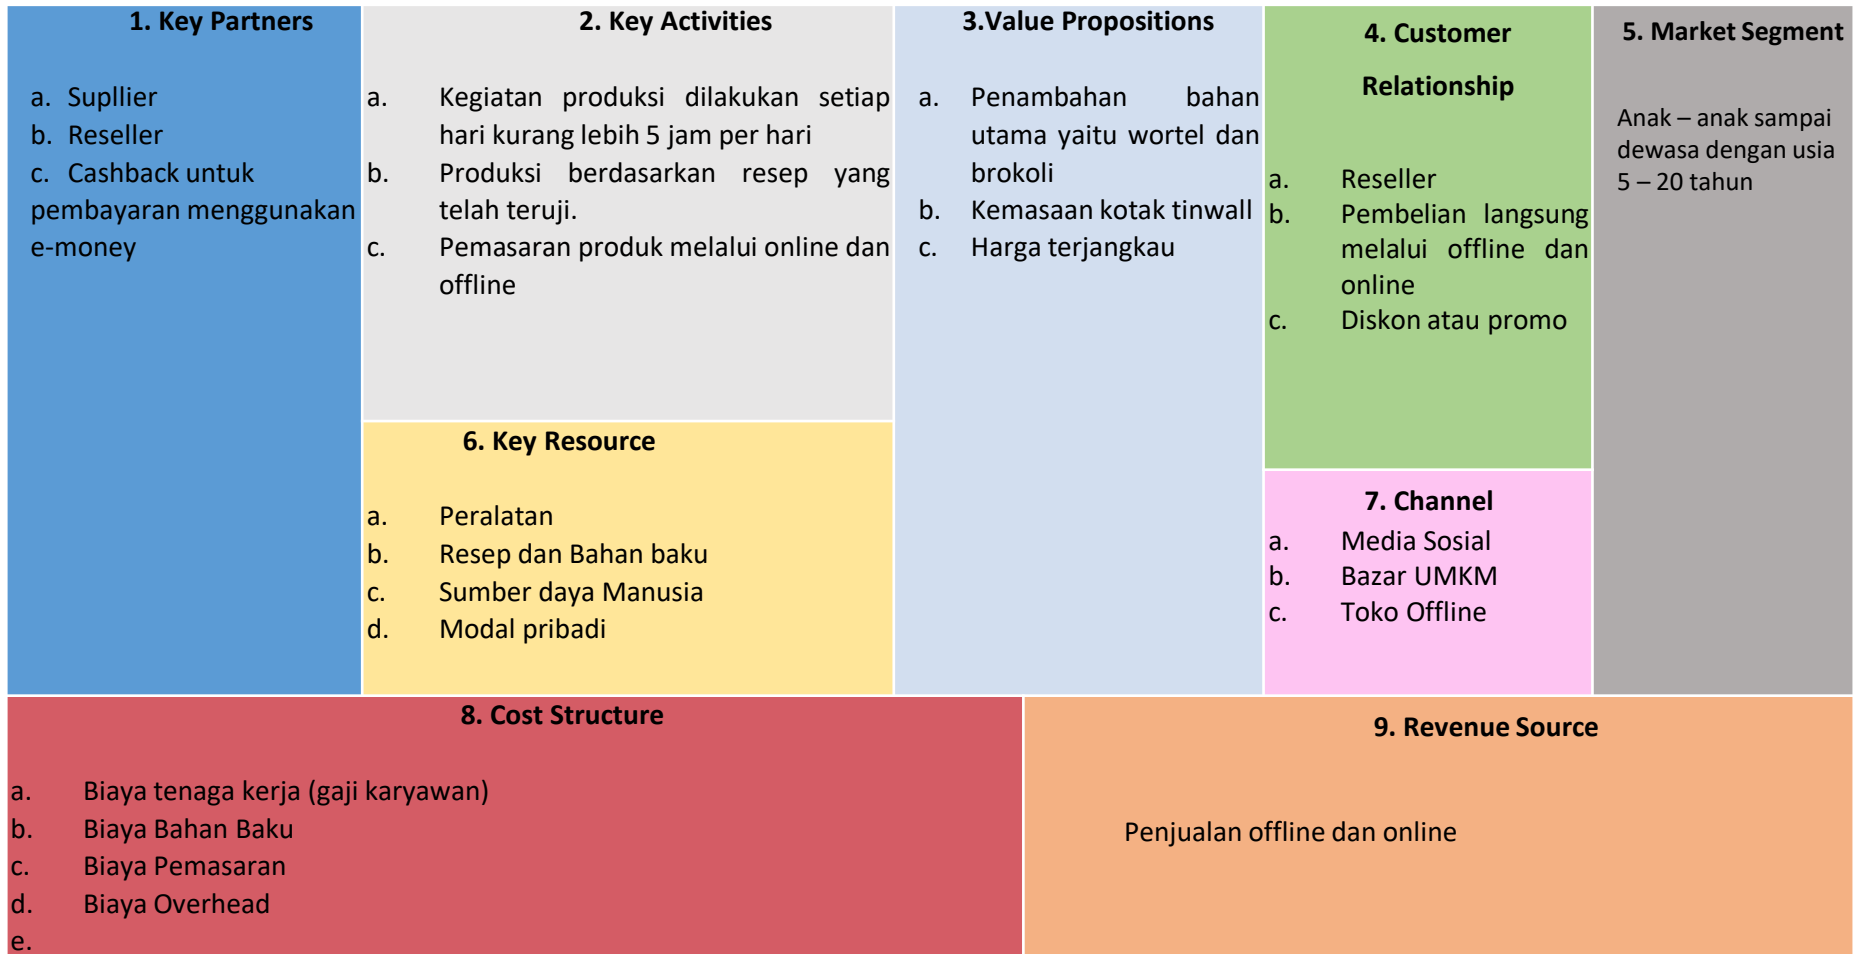 1. Key Partners
a. Supllier
b. Reseller
c. Cashback untuk
pembayaran menggunakan
e-money
2. Key Activities
a. Kegiatan produksi dilakukan setiap
hari kurang lebih 5 jam per hari
b. Produksi berdasarkan resep yang
telah teruji.
c. Pemasaran produk melalui online dan
offline
3.Value Propositions
a. Penambahan bahan
utama yaitu wortel dan
brokoli
b. Kemasaan kotak tinwall
c. Harga terjangkau
4. Customer
Relationship
a. Reseller
b. Pembelian langsung
melalui offline dan
online
c. Diskon atau promo
5. Market Segment
Anak – anak sampai
dewasa dengan usia
5 – 20 tahun
6. Key Resource
a. Peralatan
b. Resep dan Bahan baku
c. Sumber daya Manusia
d. Modal pribadi
7. Channel
a. Media Sosial
b. Bazar UMKM
c. Toko Offline
8. Cost Structure
a. Biaya tenaga kerja (gaji karyawan)
b. Biaya Bahan Baku
c. Biaya Pemasaran
d. Biaya Overhead
e.
9. Revenue Source
Penjualan offline dan online